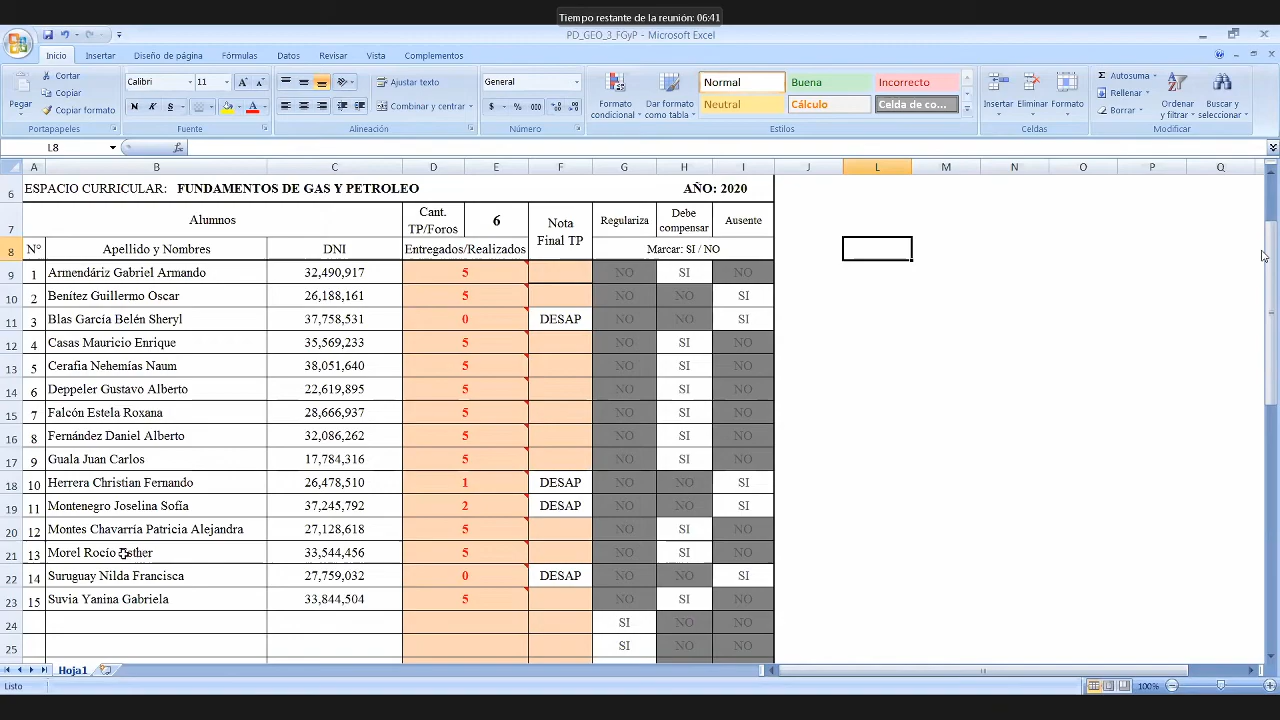 Tiempo restante de la reunión: 06:41
PD_GEO_3_FGyP - Microsoft Excel
Inicio Insertar Diseño de página Fórmulas Datos Revisar Vista Complementos
Pegar Cortar Copiar Copiar formato Portapapeles
Calibri 11 N K S Fuente
Ajustar texto Combinar y centrar Alineación
General $ % 000 Número
Formato condicional Dar formato como tabla Normal Buena Incorrecto Neutral Cálculo Celda de co... Estilos
Insertar Eliminar Formato Celdas
Autosuma Rellenar Borrar Ordenar y filtrar Buscar y seleccionar Modificar
L8 fx
A B C D E F G H I J L M N O P Q
6 ESPACIO CURRICULAR: FUNDAMENTOS DE GAS Y PETROLEO AÑO: 2020
7 Alumnos Cant. TP/Foros 6 Nota Final TP Regulariza Debe compensar Ausente
8 N° Apellido y Nombres DNI Entregados/Realizados Marcar: SI / NO
9 1 Armendáriz Gabriel Armando 32,490,917 5 NO SI NO
10 2 Benítez Guillermo Oscar 26,188,161 5 NO NO SI
11 3 Blas García Belén Sheryl 37,758,531 0 DESAP NO NO SI
12 4 Casas Mauricio Enrique 35,569,233 5 NO SI NO
13 5 Cerafia Nehemías Naum 38,051,640 5 NO SI NO
14 6 Deppeler Gustavo Alberto 22,619,895 5 NO SI NO
15 7 Falcón Estela Roxana 28,666,937 5 NO SI NO
16 8 Fernández Daniel Alberto 32,086,262 5 NO SI NO
17 9 Guala Juan Carlos 17,784,316 5 NO SI NO
18 10 Herrera Christian Fernando 26,478,510 1 DESAP NO NO SI
19 11 Montenegro Joselina Sofía 37,245,792 2 DESAP NO NO SI
20 12 Montes Chavarría Patricia Alejandra 27,128,618 5 NO SI NO
21 13 Morel Rocío Esther 33,544,456 5 NO SI NO
22 14 Suruguay Nilda Francisca 27,759,032 0 DESAP NO NO SI
23 15 Suvia Yanina Gabriela 33,844,504 5 NO SI NO
24 SI NO NO
25 SI NO NO
Hoja1
Listo 100%